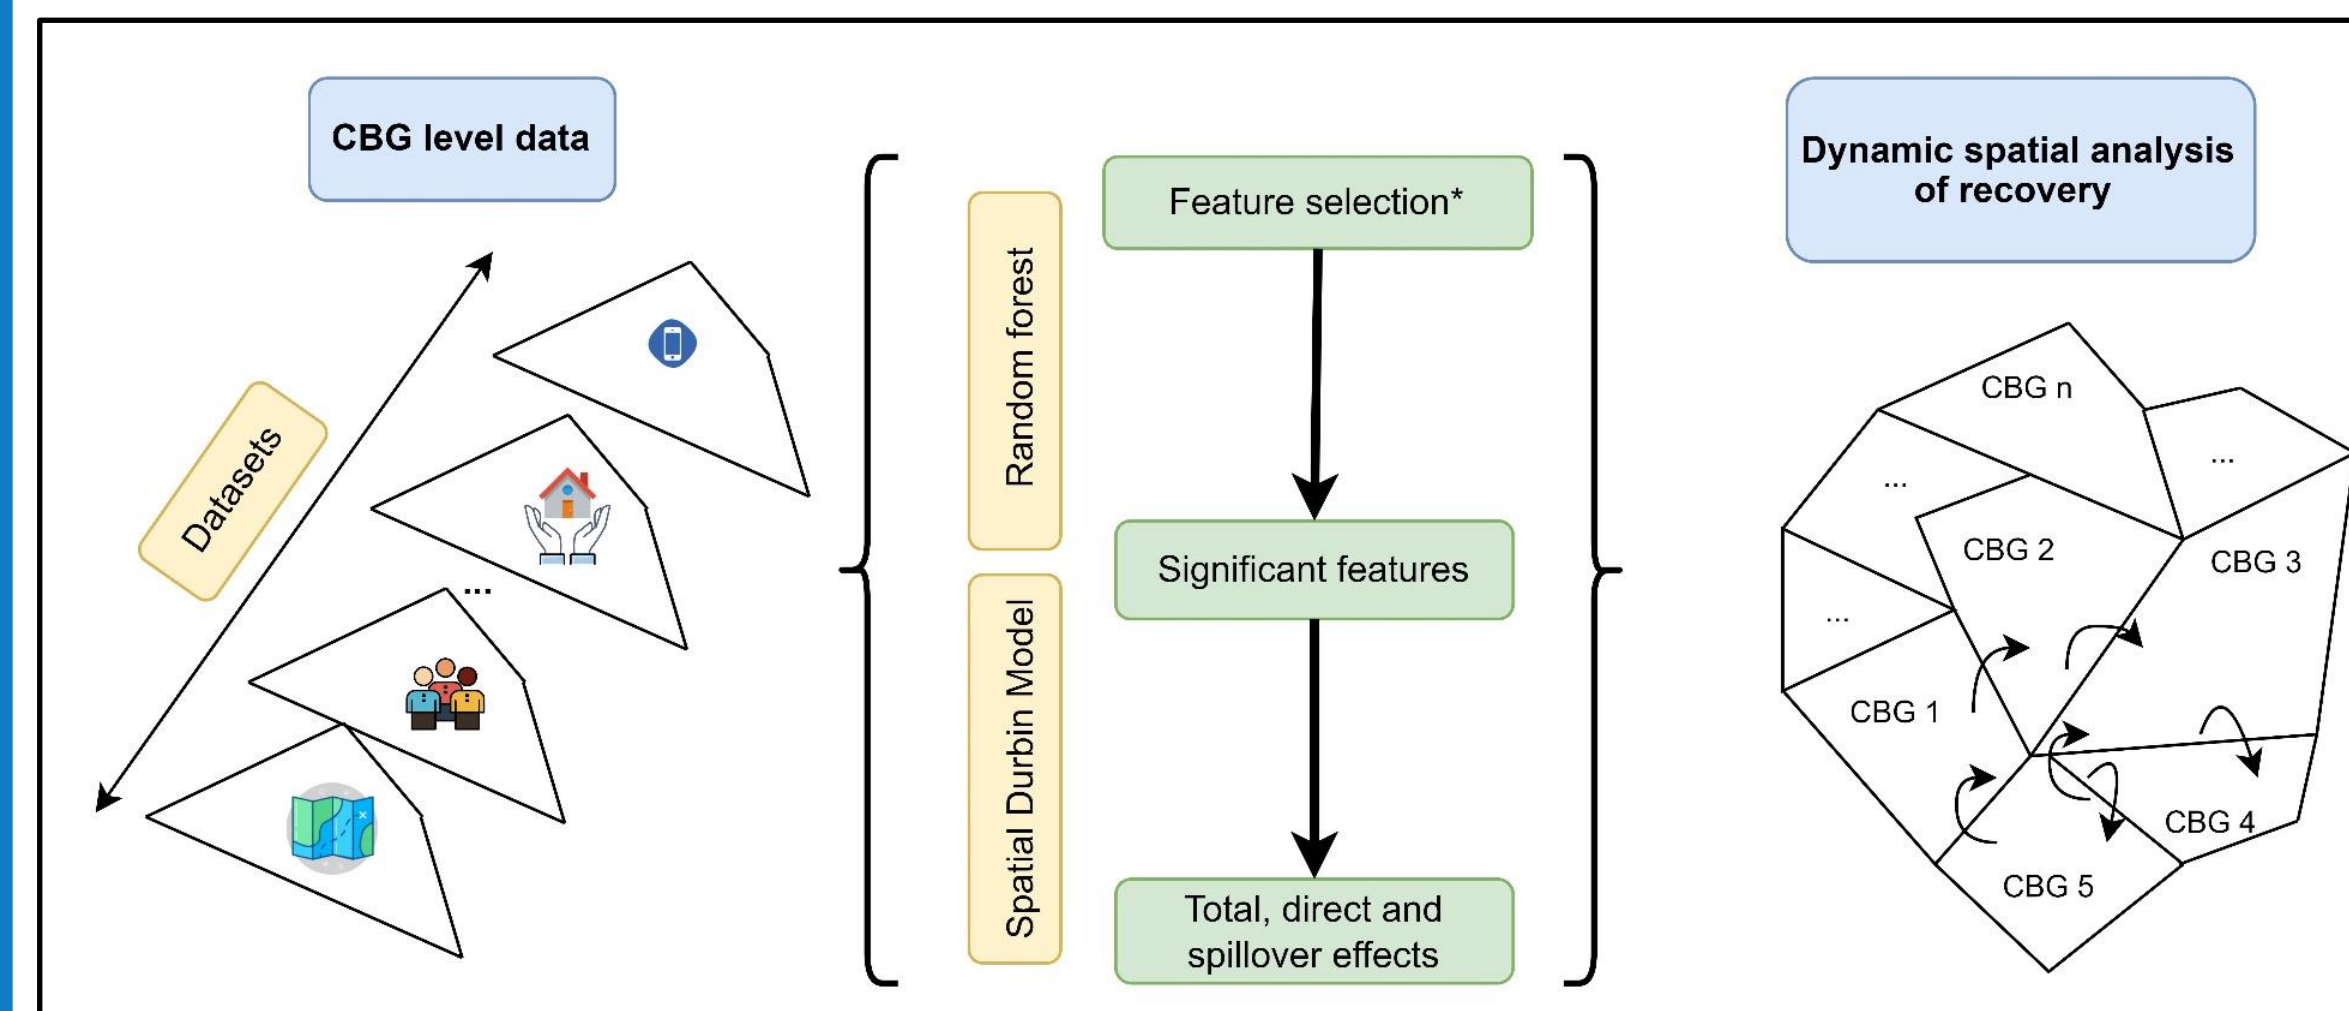 CBG level data
Datasets
...
Random forest
Spatial Durbin Model
Feature selection*
Significant features
Total, direct and
spillover effects
Dynamic spatial analysis
of recovery
CBG n
...
...
CBG 2
CBG 3
...
CBG 1
CBG 4
CBG 5